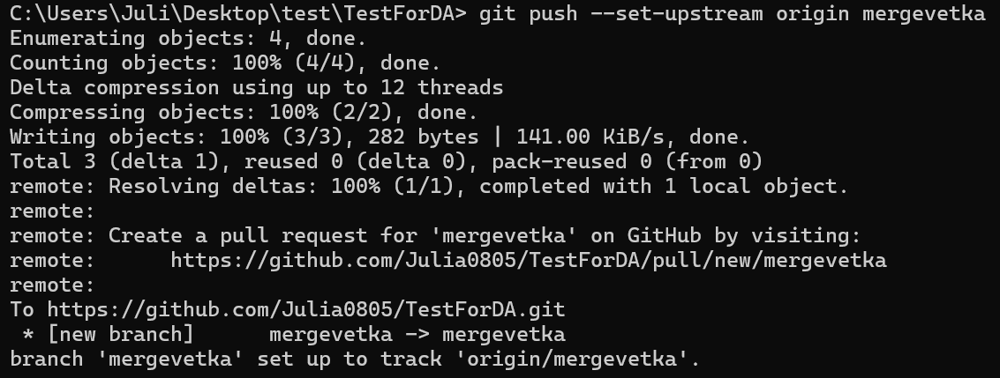 C:\Users\Juli\Desktop\test\TestForDA> git push --set-upstream origin mergevetka
Enumerating objects: 4, done.
Counting objects: 100% (4/4), done.
Delta compression using up to 12 threads
Compressing objects: 100% (2/2), done.
Writing objects: 100% (3/3), 282 bytes | 141.00 KiB/s, done.
Total 3 (delta 1), reused 0 (delta 0), pack-reused 0 (from 0)
remote: Resolving deltas: 100% (1/1), completed with 1 local object.
remote:
remote: Create a pull request for 'mergevetka' on GitHub by visiting:
remote:      https://github.com/Julia0805/TestForDA/pull/new/mergevetka
remote:
To https://github.com/Julia0805/TestForDA.git
 * [new branch]      mergevetka -> mergevetka
branch 'mergevetka' set up to track 'origin/mergevetka'.